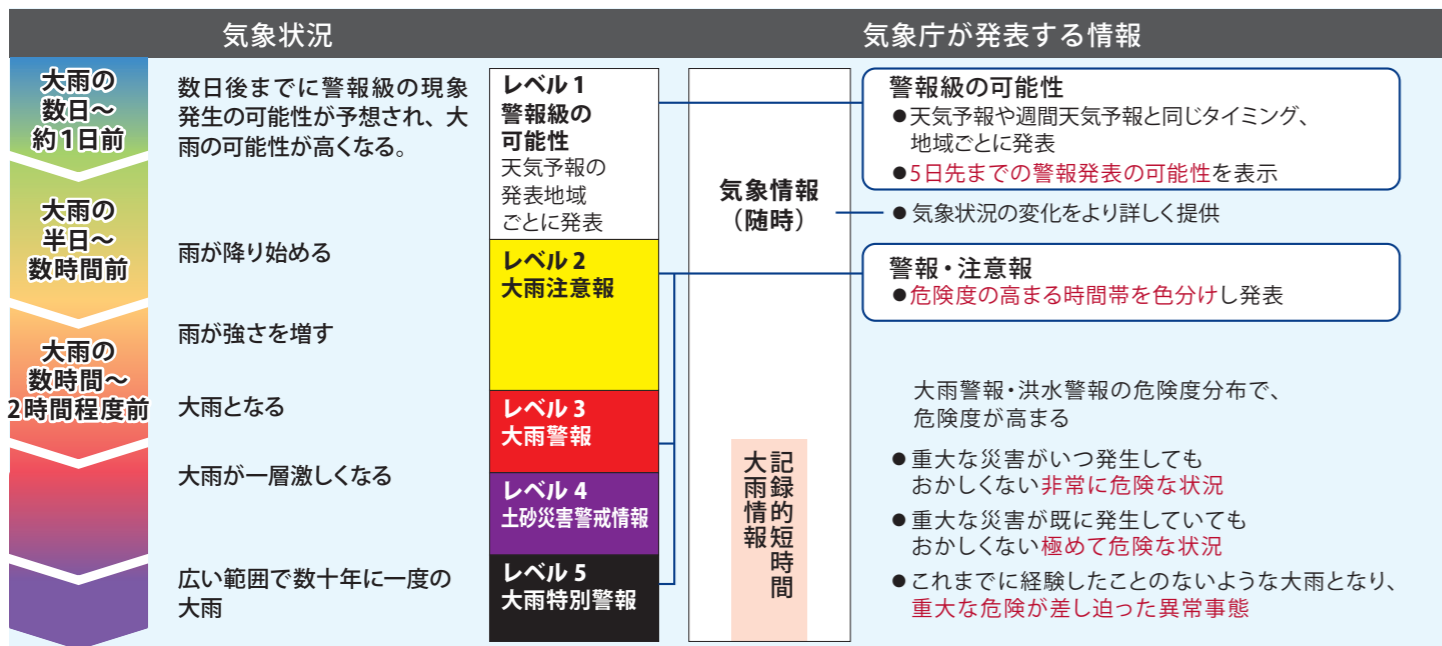 気象状況
気象庁が発表する情報
大雨の
数日～
約1日前
大雨の
半日～
数時間前
大雨の
数時間～
2時間程度前
数日後までに警報級の現象
発生の可能性が予想され、大
雨の可能性が高くなる。
雨が降り始める
雨が強さを増す
大雨となる
大雨が一層激しくなる
広い範囲で数十年に一度の
大雨
レベル 1
警報級の
可能性
天気予報の
発表地域
ごとに発表
レベル 2
大雨注意報
レベル 3
大雨警報
レベル 4
土砂災害警戒情報
レベル 5
大雨特別警報
気象情報
（随時）
記録的短時間
大雨情報
警報級の可能性
●天気予報や週間天気予報と同じタイミング、
地域ごとに発表
●5日先までの警報発表の可能性を表示
●気象状況の変化をより詳しく提供
警報・注意報
●危険度の高まる時間帯を色分けし発表
大雨警報・洪水警報の危険度分布で、
危険度が高まる
●重大な災害がいつ発生しても
おかしくない非常に危険な状況
●重大な災害が既に発生していても
おかしくない極めて危険な状況
●これまでに経験したことのないような大雨となり、
重大な危険が差し迫った異常事態